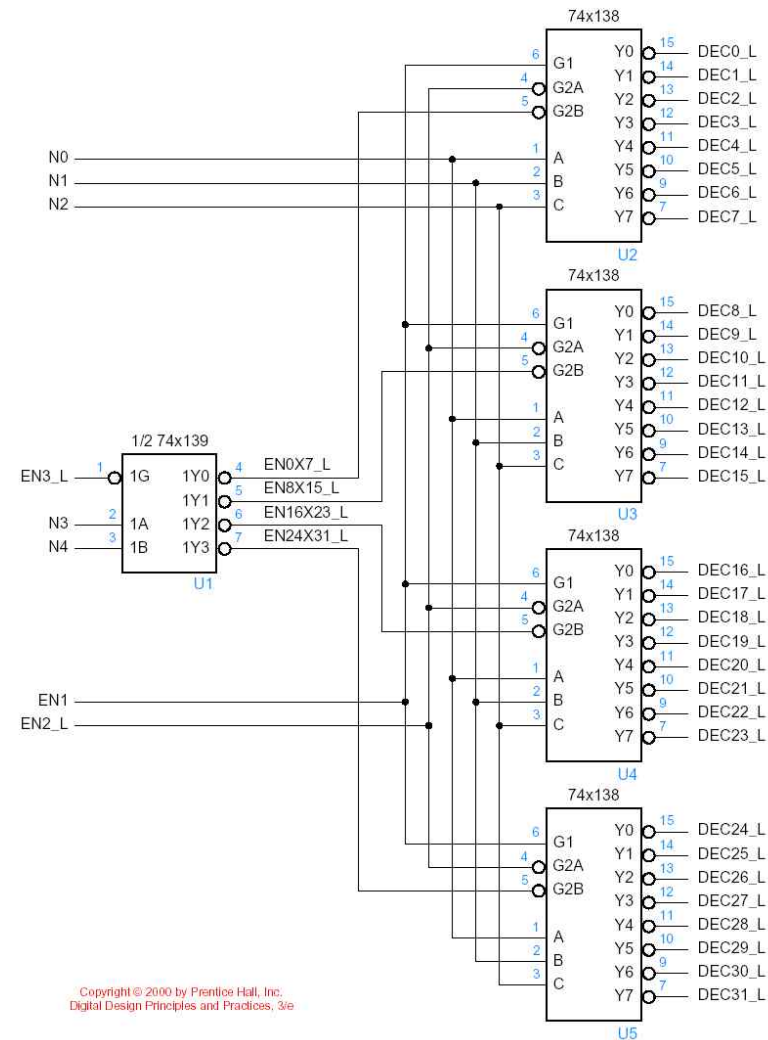 74x138
6 G1
4 G2A
5 G2B
1 A
2 B
3 C
Y0 15 DEC0_L
Y1 14 DEC1_L
Y2 13 DEC2_L
Y3 12 DEC3_L
Y4 11 DEC4_L
Y5 10 DEC5_L
Y6 9 DEC6_L
Y7 7 DEC7_L
U2
N0
N1
N2
74x138
6 G1
4 G2A
5 G2B
1 A
2 B
3 C
Y0 15 DEC8_L
Y1 14 DEC9_L
Y2 13 DEC10_L
Y3 12 DEC11_L
Y4 11 DEC12_L
Y5 10 DEC13_L
Y6 9 DEC14_L
Y7 7 DEC15_L
U3
1/2 74x139
EN3_L 1 1G 1Y0 4 EN0X7_L
1Y1 5 EN8X15_L
N3 2 1A 1Y2 6 EN16X23_L
N4 3 1B 1Y3 7 EN24X31_L
U1
74x138
6 G1
4 G2A
5 G2B
1 A
2 B
3 C
Y0 15 DEC16_L
Y1 14 DEC17_L
Y2 13 DEC18_L
Y3 12 DEC19_L
Y4 11 DEC20_L
Y5 10 DEC21_L
Y6 9 DEC22_L
Y7 7 DEC23_L
U4
EN1
EN2_L
74x138
6 G1
4 G2A
5 G2B
1 A
2 B
3 C
Y0 15 DEC24_L
Y1 14 DEC25_L
Y2 13 DEC26_L
Y3 12 DEC27_L
Y4 11 DEC28_L
Y5 10 DEC29_L
Y6 9 DEC30_L
Y7 7 DEC31_L
U5
Copyright © 2000 by Prentice Hall, Inc.
Digital Design Principles and Practices, 3/e